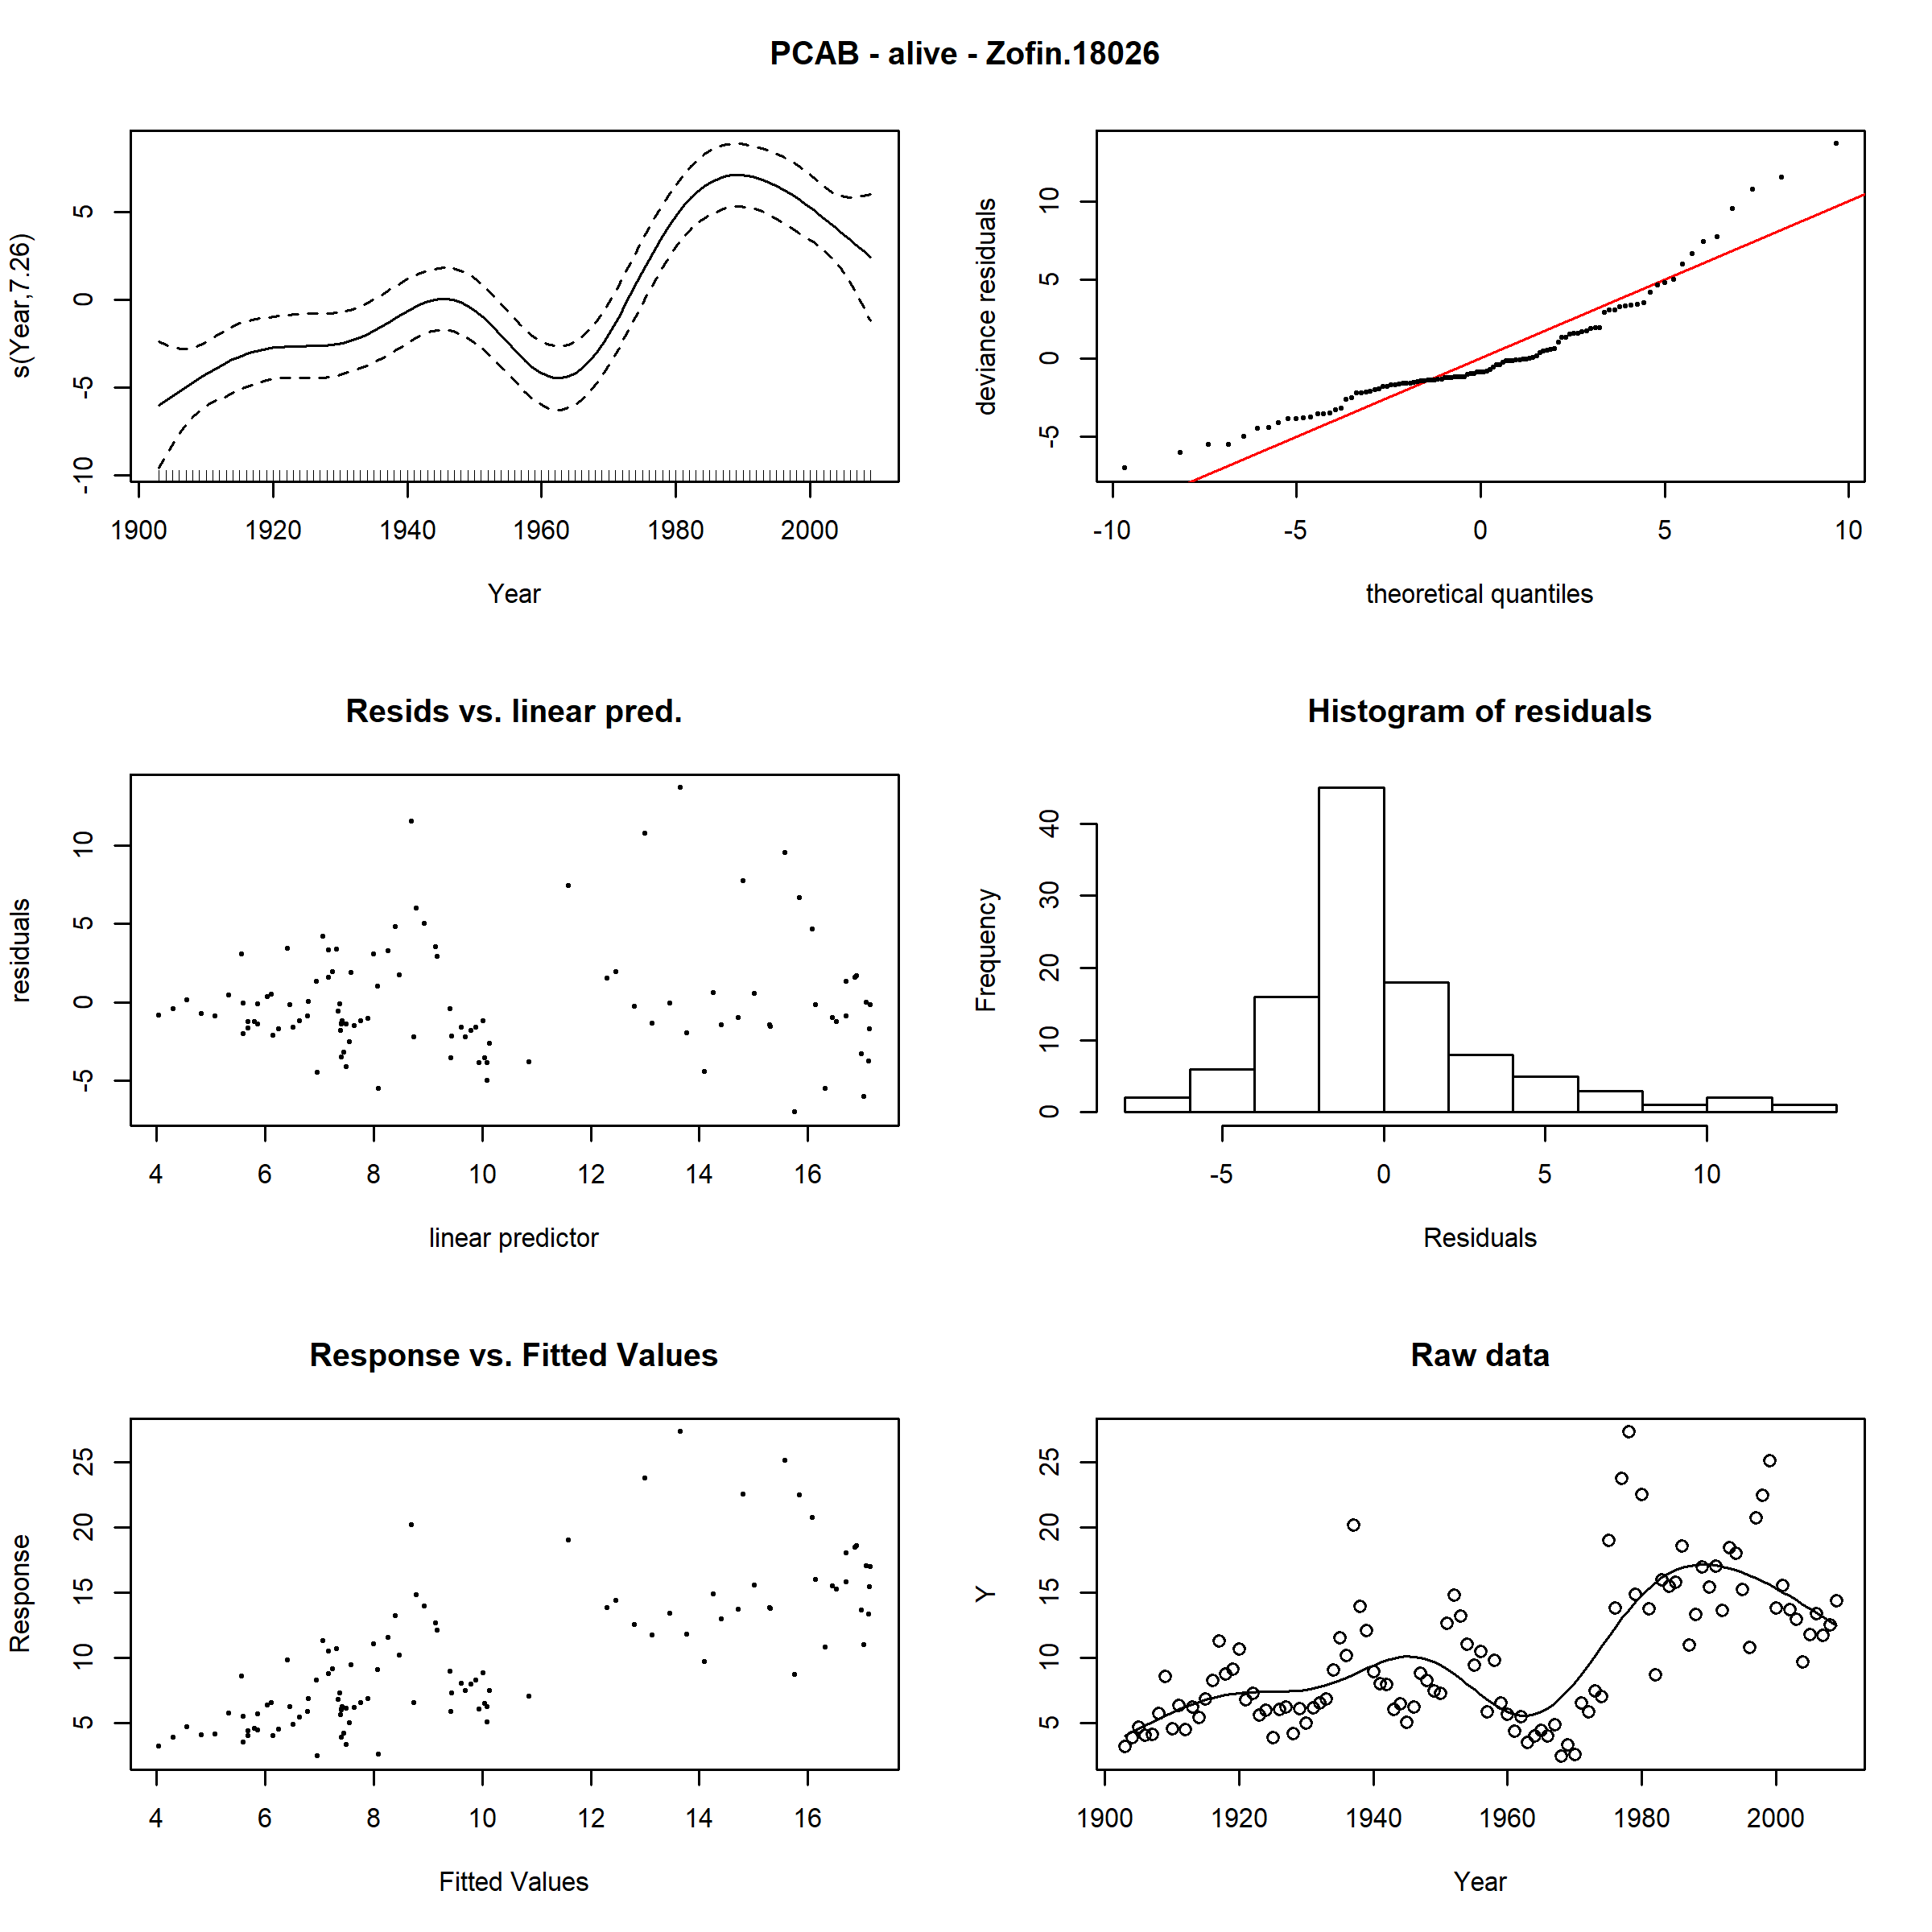 PCAB - alive - Zofin.18026
s(Year,7.26)
5
0
-5
-10
1900 1920 1940 1960 1980 2000
Year
deviance residuals
10
5
0
-5
-10 -5 0 5 10
theoretical quantiles
Resids vs. linear pred.
residuals
10
5
0
-5
4 6 8 10 12 14 16
linear predictor
Histogram of residuals
Frequency
40
30
20
10
0
-5 0 5 10
Residuals
Response vs. Fitted Values
Response
25
20
15
10
5
4 6 8 10 12 14 16
Fitted Values
Raw data
Y
25
20
15
10
5
1900 1920 1940 1960 1980 2000
Year